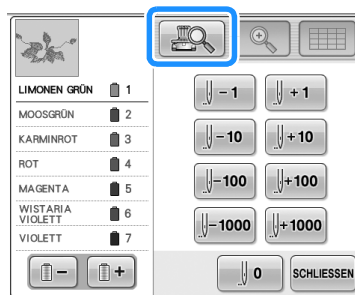 LIMONEN GRÜN 1
MOOSGRÜN 2
KARMINROT 3
ROT 4
MAGENTA 5
WISTARIA
VIOLETT 6
VIOLETT 7
− +
− 1 + 1
− 10 + 10
− 100 + 100
− 1000 + 1000
0 SCHLIESSEN